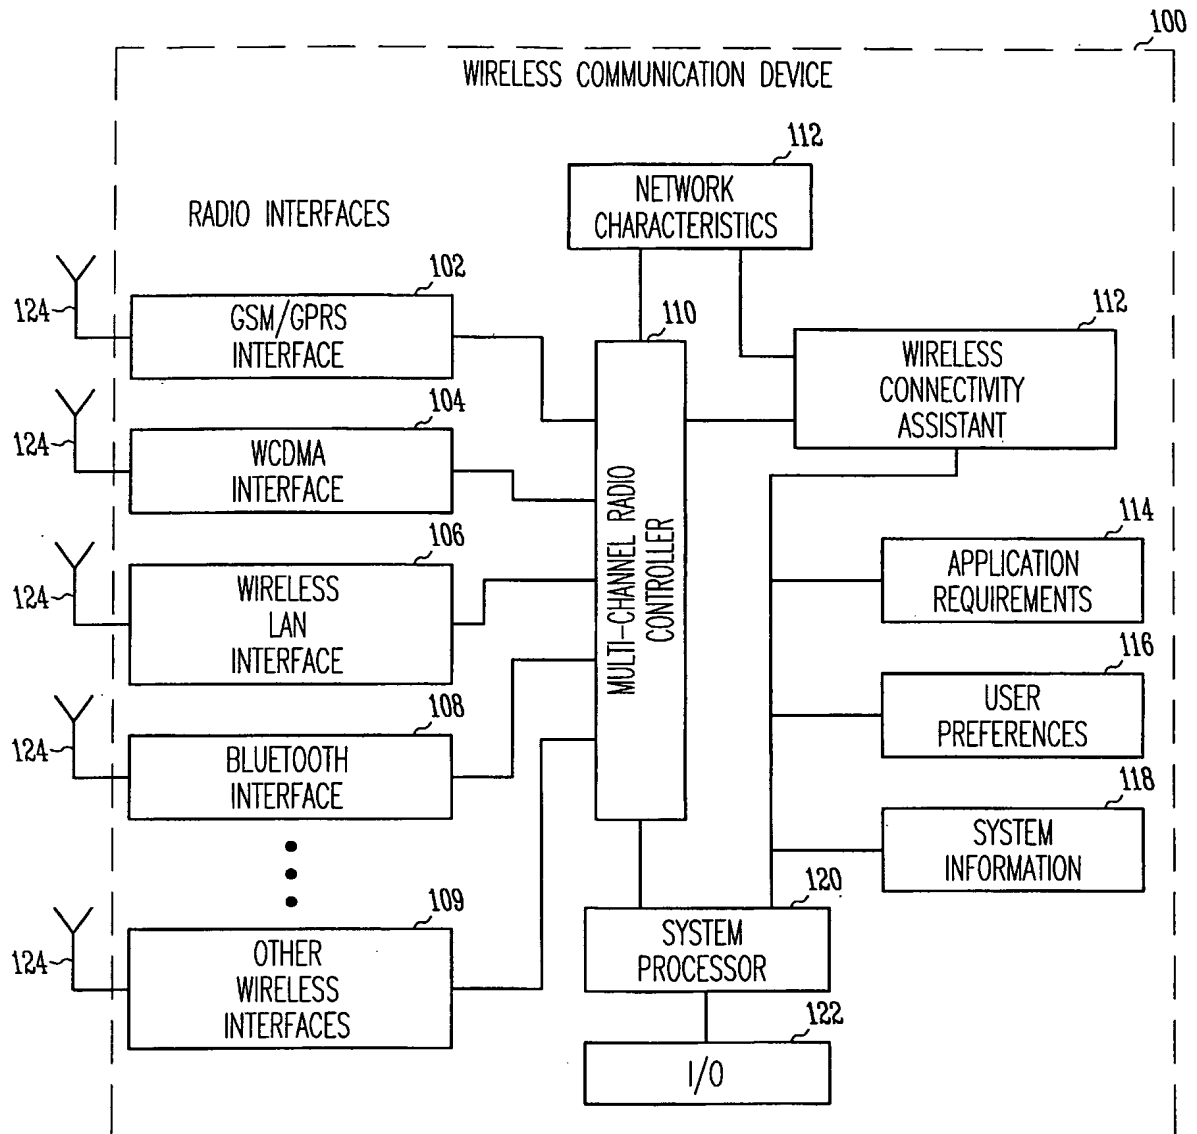 100
WIRELESS COMMUNICATION DEVICE
112
NETWORK
CHARACTERISTICS
RADIO INTERFACES
124
102
GSM/GPRS
INTERFACE
110
MULTI-CHANNEL RADIO
CONTROLLER
112
WIRELESS
CONNECTIVITY
ASSISTANT
124
104
WCDMA
INTERFACE
124
106
WIRELESS
LAN
INTERFACE
114
APPLICATION
REQUIREMENTS
116
USER
PREFERENCES
124
108
BLUETOOTH
INTERFACE
118
SYSTEM
INFORMATION
124
109
OTHER
WIRELESS
INTERFACES
120
SYSTEM
PROCESSOR
122
I/O